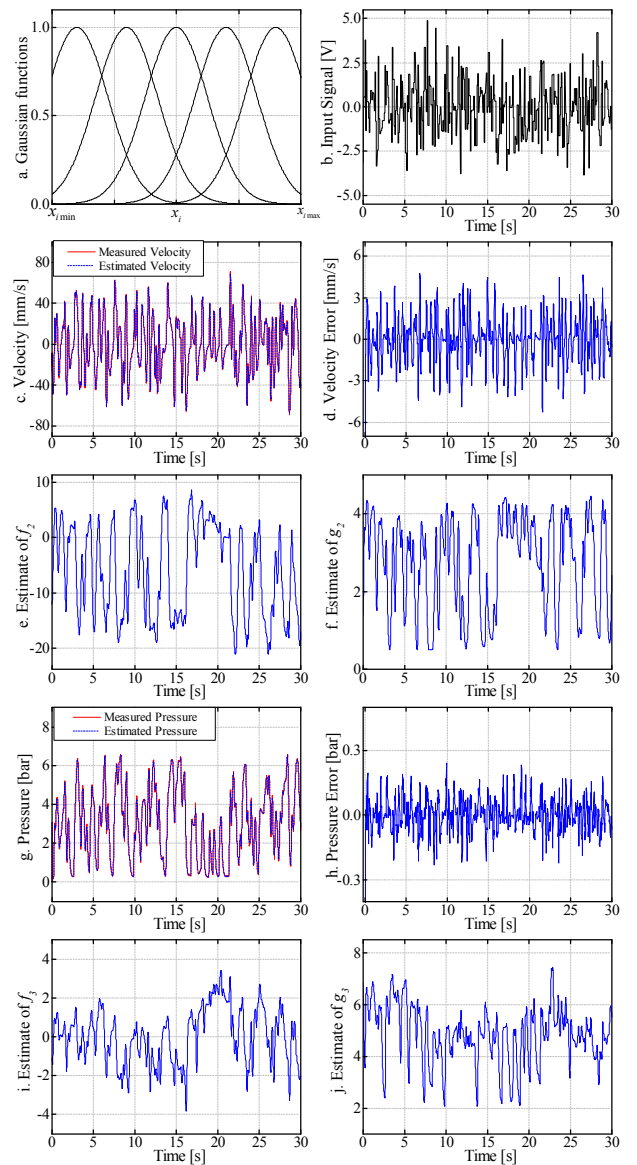 a. Gaussian functions
1.0
0.5
0.0
x i min
x i
x i max
b. Input Signal [V]
5.0
2.5
0.0
-2.5
-5.0
0 5 10 15 20 25 30
Time [s]
c. Velocity [mm/s]
Measured Velocity
Estimated Velocity
80
40
0
-40
-80
0 5 10 15 20 25 30
Time [s]
d. Velocity Error [mm/s]
6
3
0
-3
-6
0 5 10 15 20 25 30
Time [s]
e. Estimate of f2
10
0
-10
-20
0 5 10 15 20 25 30
Time [s]
f. Estimate of g2
4
2
0
0 5 10 15 20 25 30
Time [s]
g. Pressure [bar]
Measured Pressure
Estimated Pressure
8
6
4
2
0
0 5 10 15 20 25 30
Time [s]
h. Pressure Error [bar]
0.3
0.0
-0.3
0 5 10 15 20 25 30
Time [s]
i. Estimate of f3
4
2
0
-2
-4
0 5 10 15 20 25 30
Time [s]
j. Estimate of g3
8
6
4
2
0 5 10 15 20 25 30
Time [s]